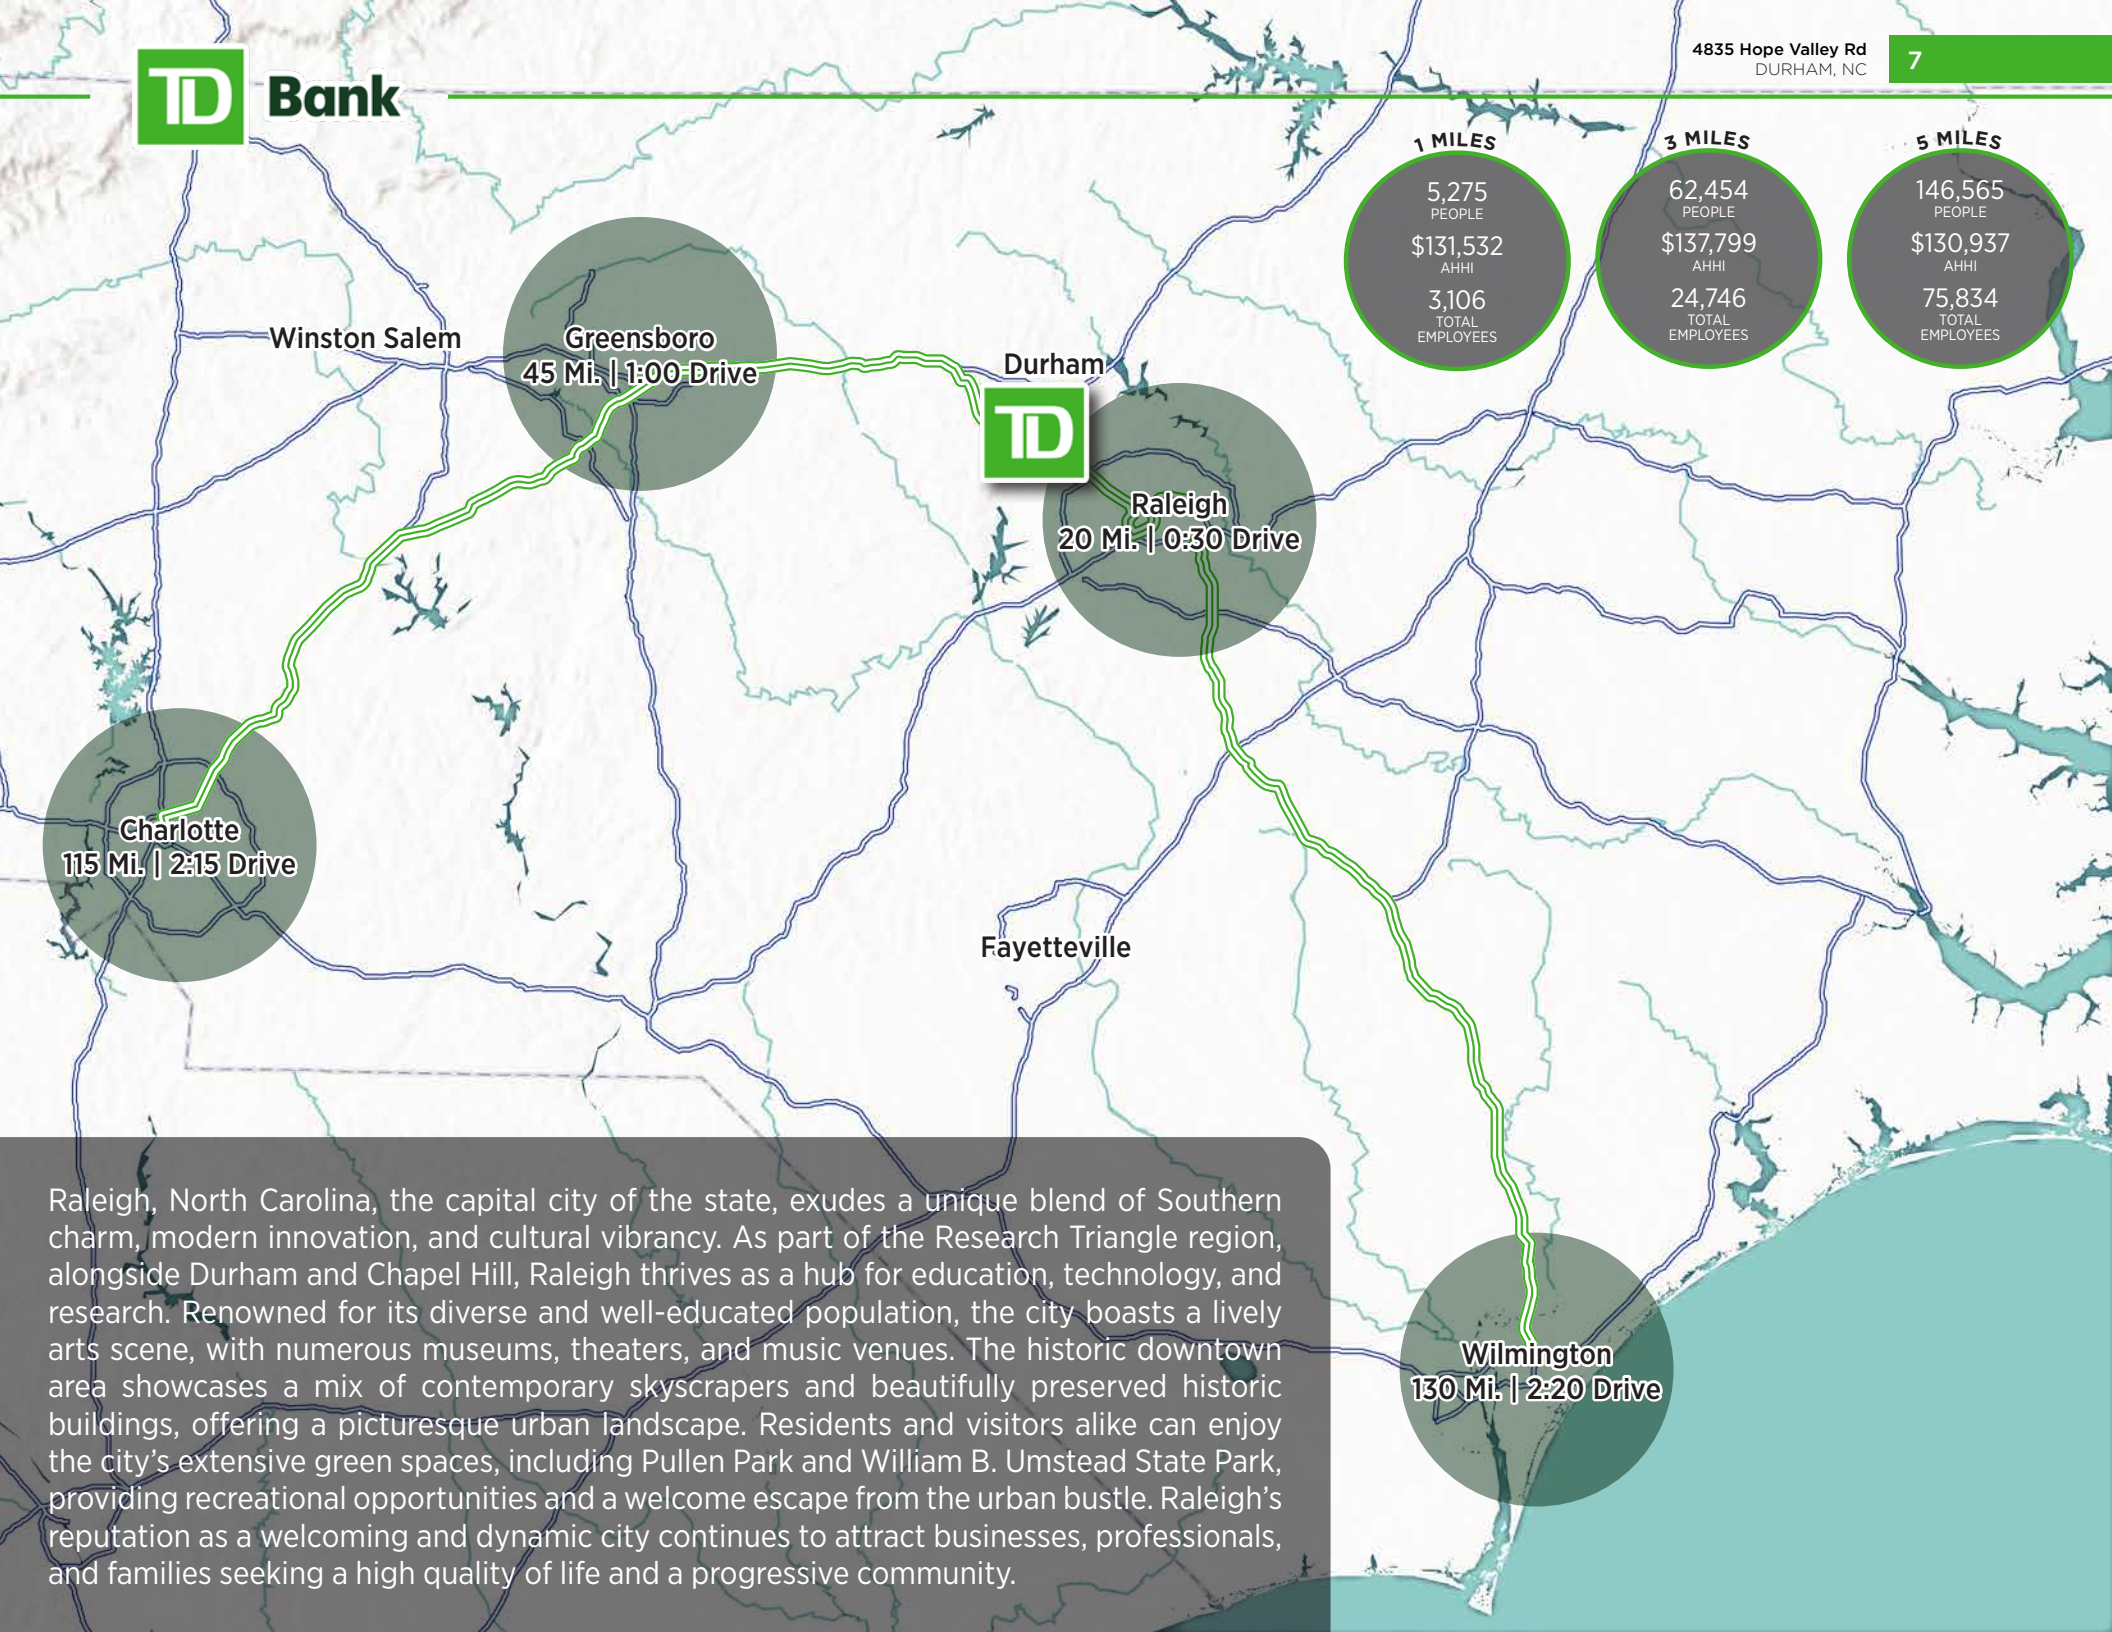 TD Bank
4835 Hope Valley Rd
DURHAM, NC
7
1 MILES
5,275
PEOPLE
$131,532
AHHI
3,106
TOTAL
EMPLOYEES
3 MILES
62,454
PEOPLE
$137,799
AHHI
24,746
TOTAL
EMPLOYEES
5 MILES
146,565
PEOPLE
$130,937
AHHI
75,834
TOTAL
EMPLOYEES
Winston Salem
Greensboro
45 Mi. | 1:00 Drive
Durham
TD
Raleigh
20 Mi. | 0:30 Drive
Charlotte
115 Mi. | 2:15 Drive
Fayetteville
Wilmington
130 Mi. | 2:20 Drive
Raleigh, North Carolina, the capital city of the state, exudes a unique blend of Southern
charm, modern innovation, and cultural vibrancy. As part of the Research Triangle region,
alongside Durham and Chapel Hill, Raleigh thrives as a hub for education, technology, and
research. Renowned for its diverse and well-educated population, the city boasts a lively
arts scene, with numerous museums, theaters, and music venues. The historic downtown
area showcases a mix of contemporary skyscrapers and beautifully preserved historic
buildings, offering a picturesque urban landscape. Residents and visitors alike can enjoy
the city's extensive green spaces, including Pullen Park and William B. Umstead State Park,
providing recreational opportunities and a welcome escape from the urban bustle. Raleigh's
reputation as a welcoming and dynamic city continues to attract businesses, professionals,
and families seeking a high quality of life and a progressive community.